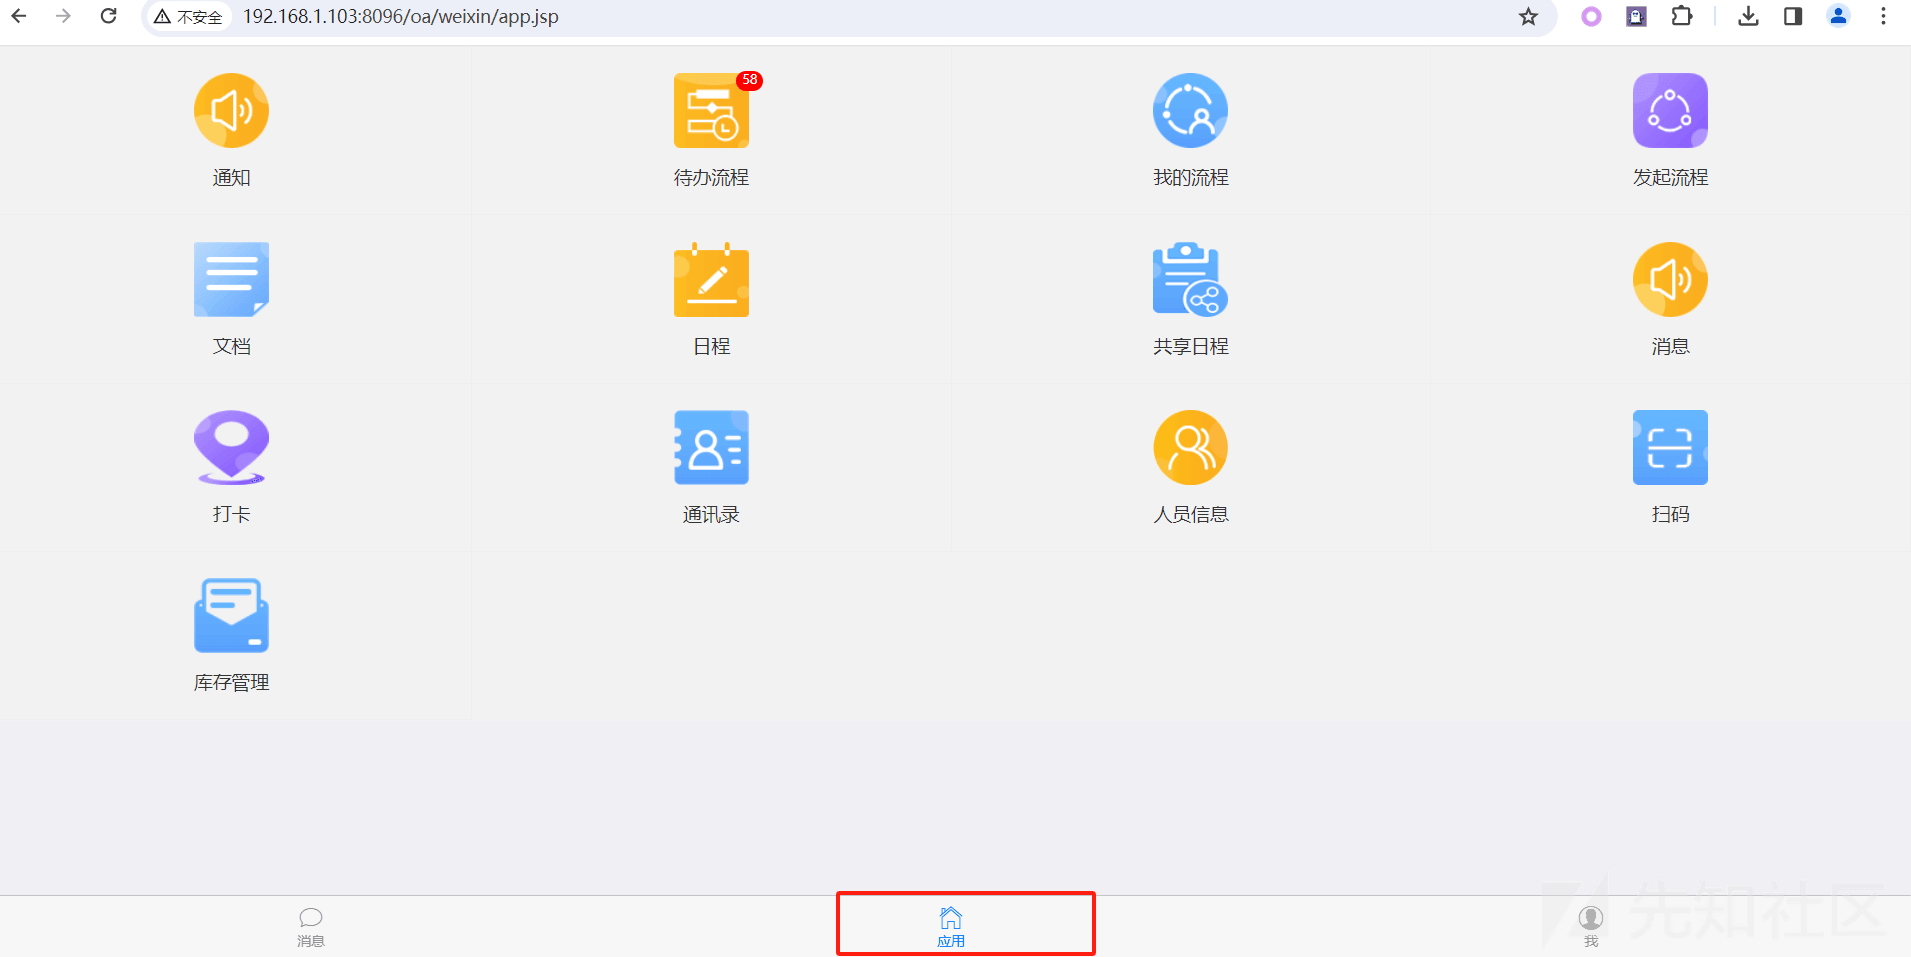 不安全 192.168.1.103:8096/oa/weixin/app.jsp
58
通知 待办流程 我的流程 发起流程
文档 日程 共享日程 消息
打卡 通讯录 人员信息 扫码
库存管理
先知社区
消息 应用 我